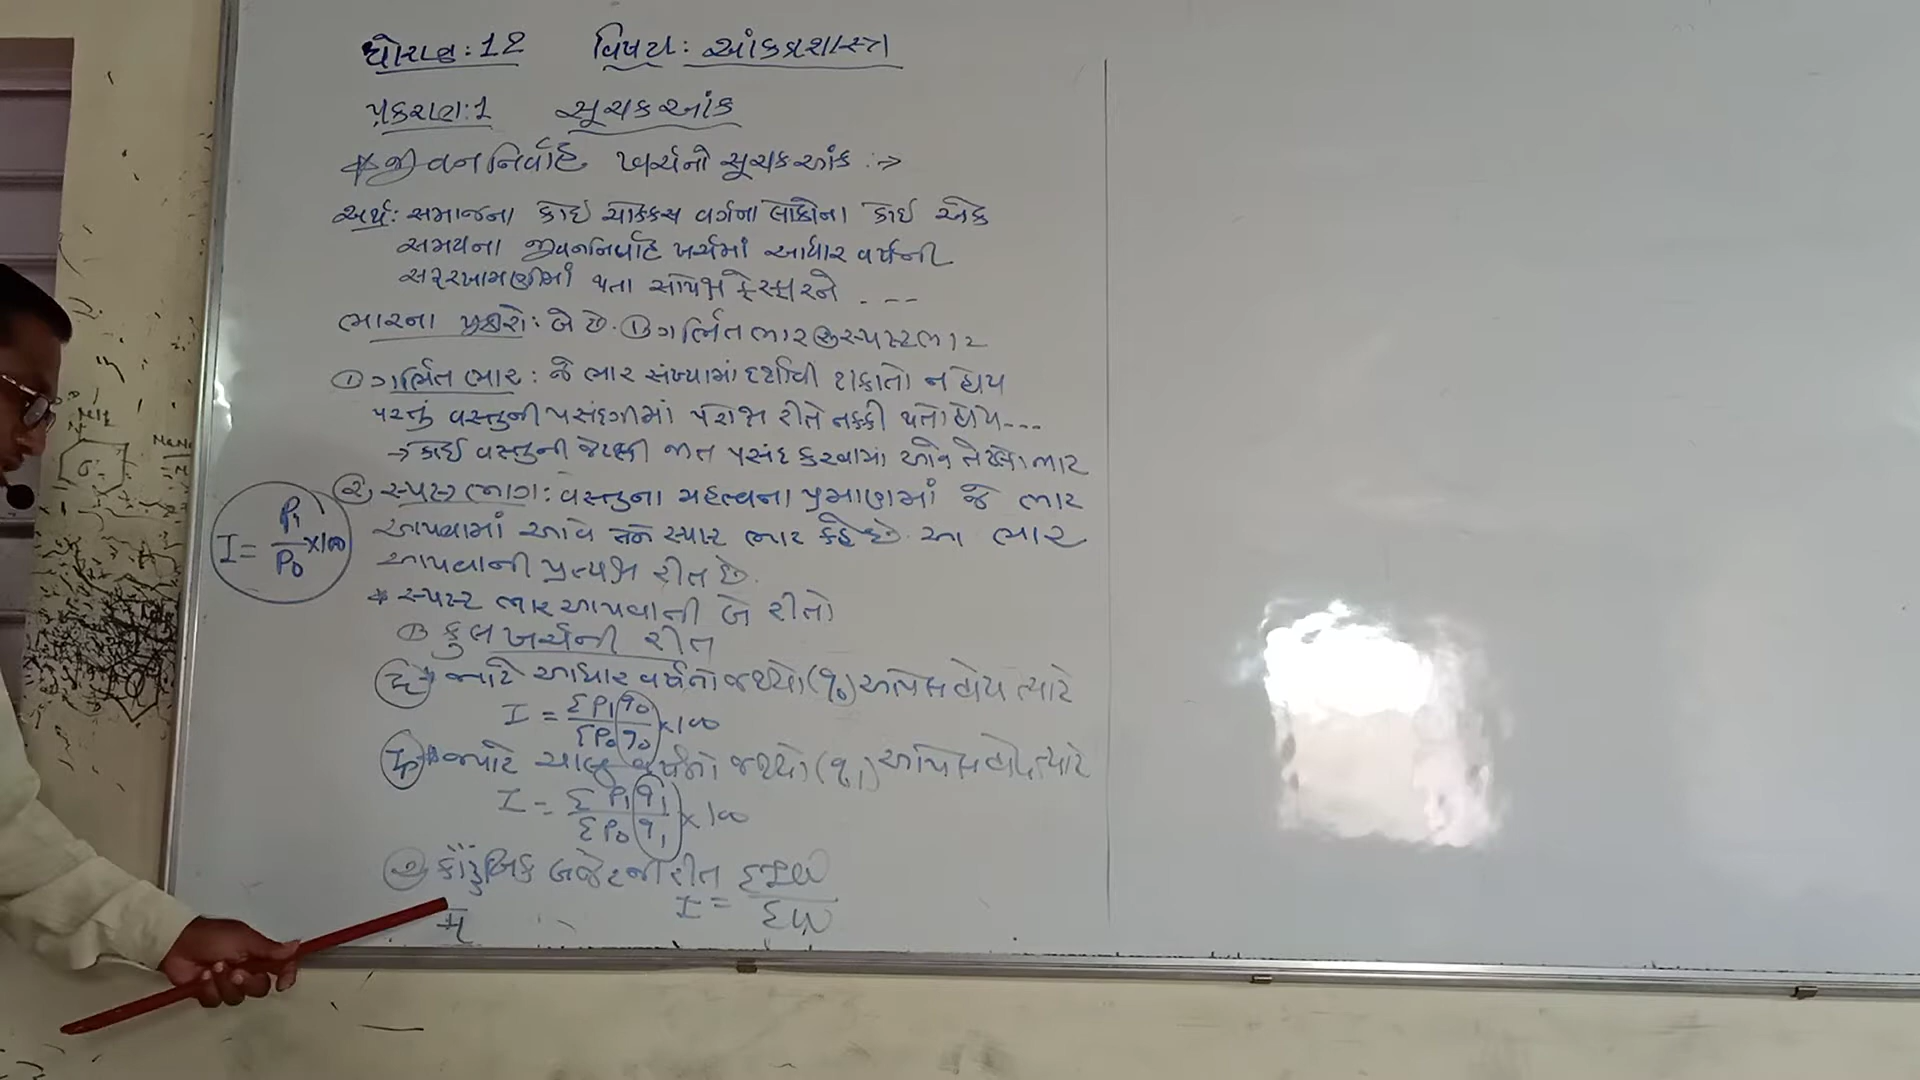 ધોરણ : 12 વિષય : આંકડાશાસ્ત્ર
પ્રકરણ : 1 સૂચકઆંક
* જીવનનિર્વાહ ખર્ચનો સૂચકઆંક :→
અર્થ : સમાજના કોઈ ચોક્કસ વર્ગના લોકોના કોઈ એક
સમયના જીવનનિર્વાહ ખર્ચમાં આધાર વર્ષની
સરખામણીમાં થતા સાપેક્ષ ફેરફારને . --
ભારના પ્રકારો : બે છે. ① ગર્ભિત ભાર ② સ્પષ્ટ ભાર
① ગર્ભિત ભાર : જે ભાર સંખ્યામાં દર્શાવી શકાતો ન હોય
પરંતું વસ્તુની પસંદગીમાં પરોક્ષ રીતે નક્કી થતો હોય---
→ કોઈ વસ્તુની જેટલી જાત પસંદ કરવામાં આવે તેટલો ભાર
② સ્પષ્ટ ભાગ : વસ્તુના મહત્વના પ્રમાણમાં જે ભાર
આપવામાં આવે તેને સ્પષ્ટ ભાર કહે છે. આ ભાર
I = P₁/P₀ ×100
આપવાની પ્રત્યક્ષ રીત છે.
* સ્પષ્ટ ભાર આપવાની બે રીતો
① કુલ ખર્ચની રીત
* જ્યારે આધાર વર્ષનો જથ્થો (q₀) આપેલ હોય ત્યારે
I = ΣP₁q₀/ΣP₀q₀ ×100
* જ્યારે ચાલુ વર્ષનો જથ્થો (q₁) આપેલ હોય ત્યારે
I = ΣP₁q₁/ΣP₀q₁ ×100
② કૌટુંબિક બજેટની રીત
I = ΣIW/ΣW